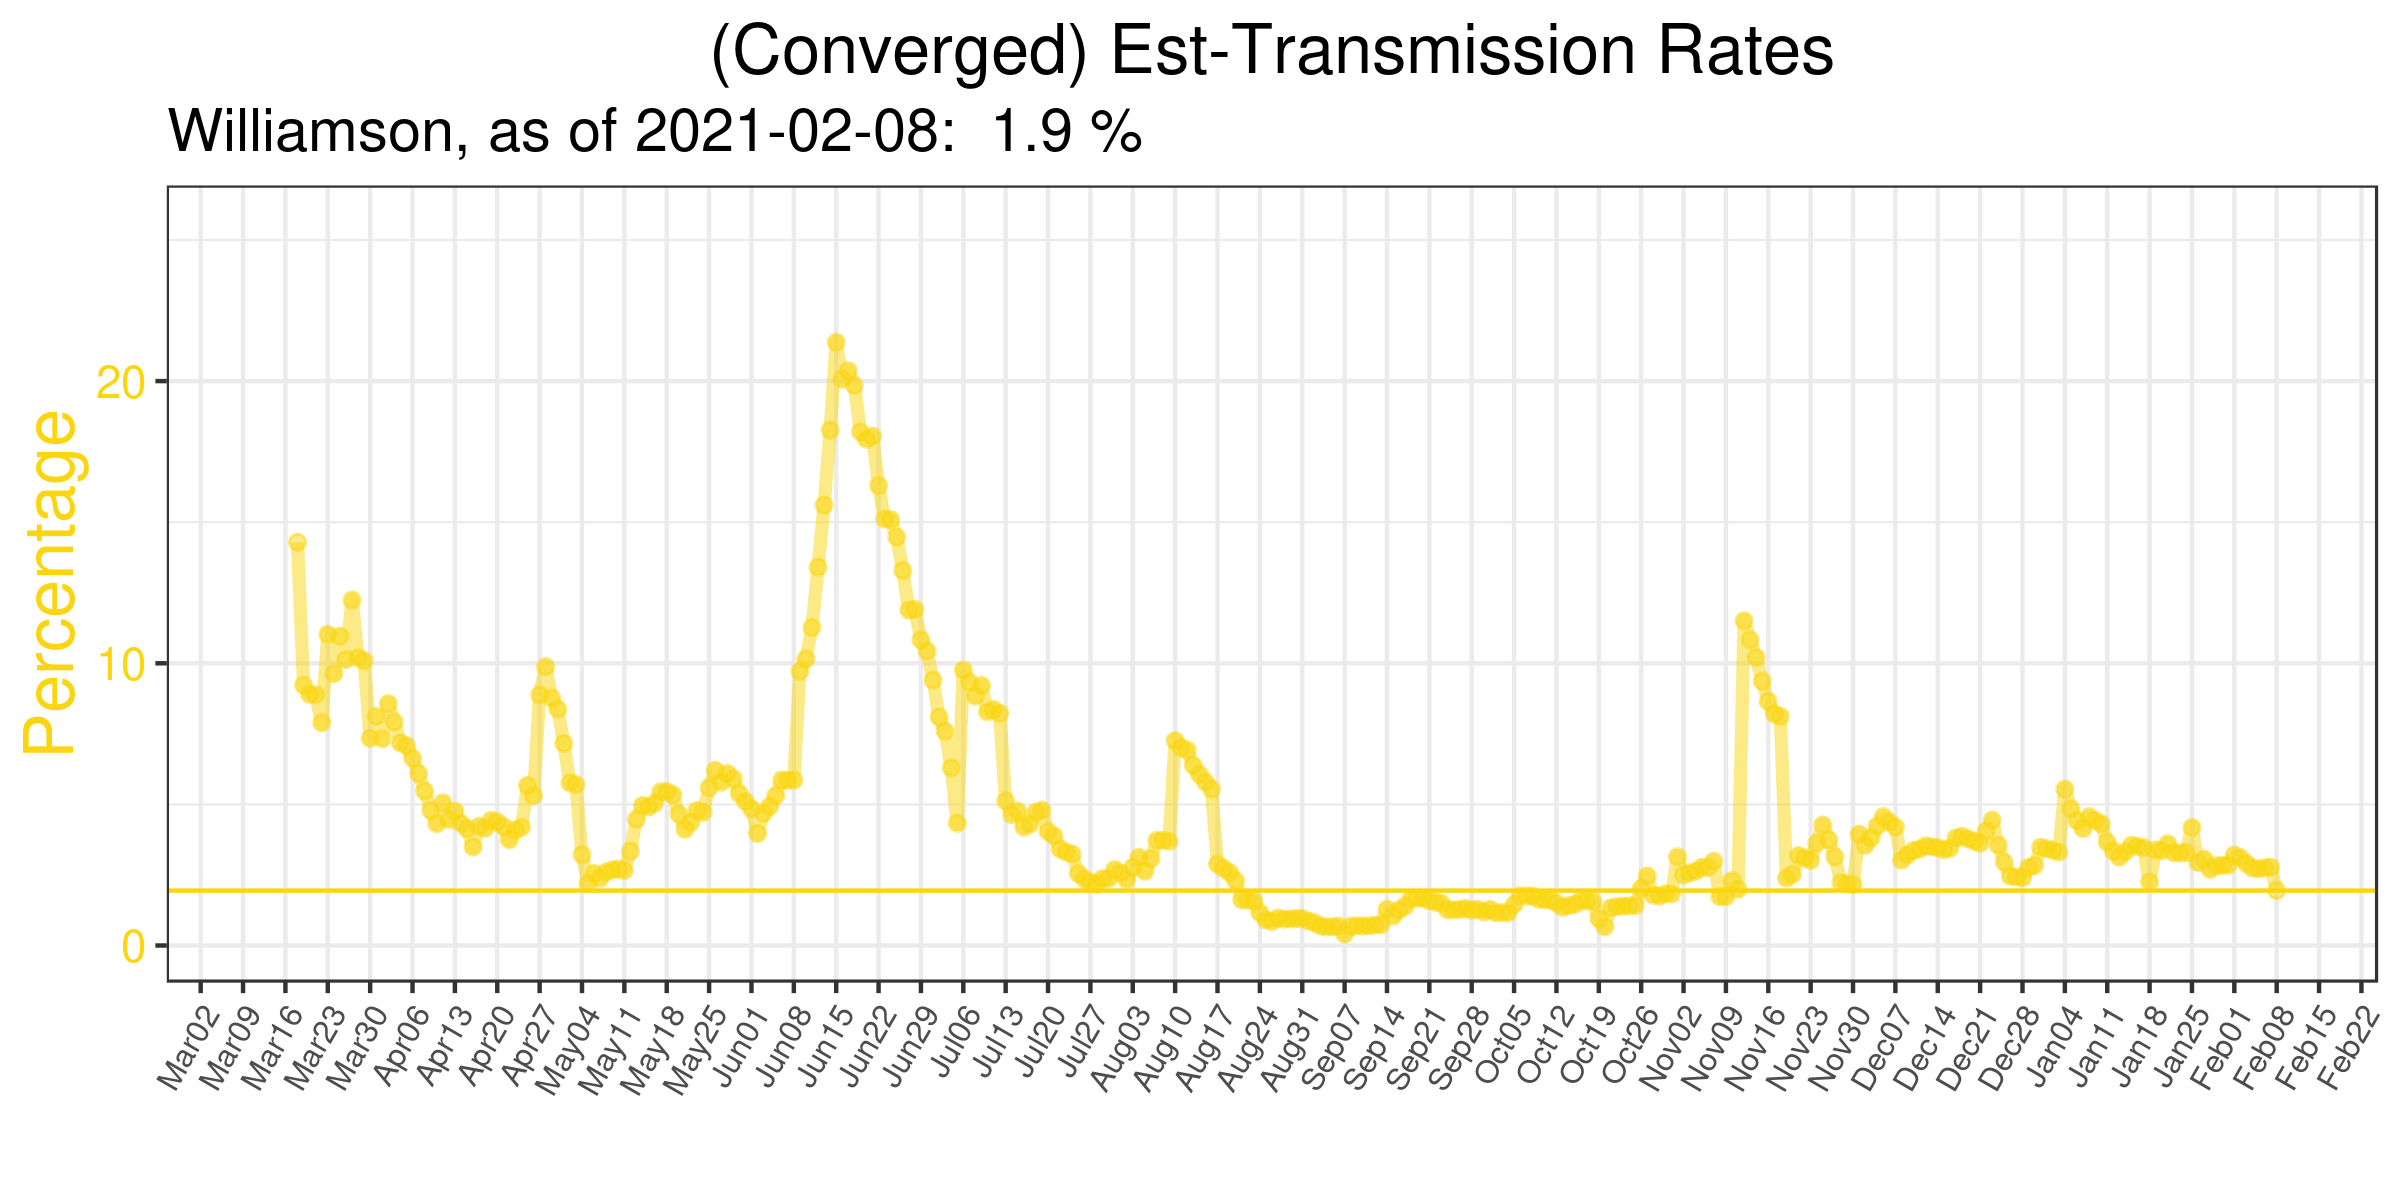 (Converged) Est-Transmission Rates
Williamson, as of 2021-02-08:  1.9 %
Percentage
20
10
0
Mar02 Mar09 Mar16 Mar23 Mar30 Apr06 Apr13 Apr20 Apr27 May04 May11 May18 May25 Jun01 Jun08 Jun15 Jun22 Jun29 Jul06 Jul13 Jul20 Jul27 Aug03 Aug10 Aug17 Aug24 Aug31 Sep07 Sep14 Sep21 Sep28 Oct05 Oct12 Oct19 Oct26 Nov02 Nov09 Nov16 Nov23 Nov30 Dec07 Dec14 Dec21 Dec28 Jan04 Jan11 Jan18 Jan25 Feb01 Feb08 Feb15 Feb22